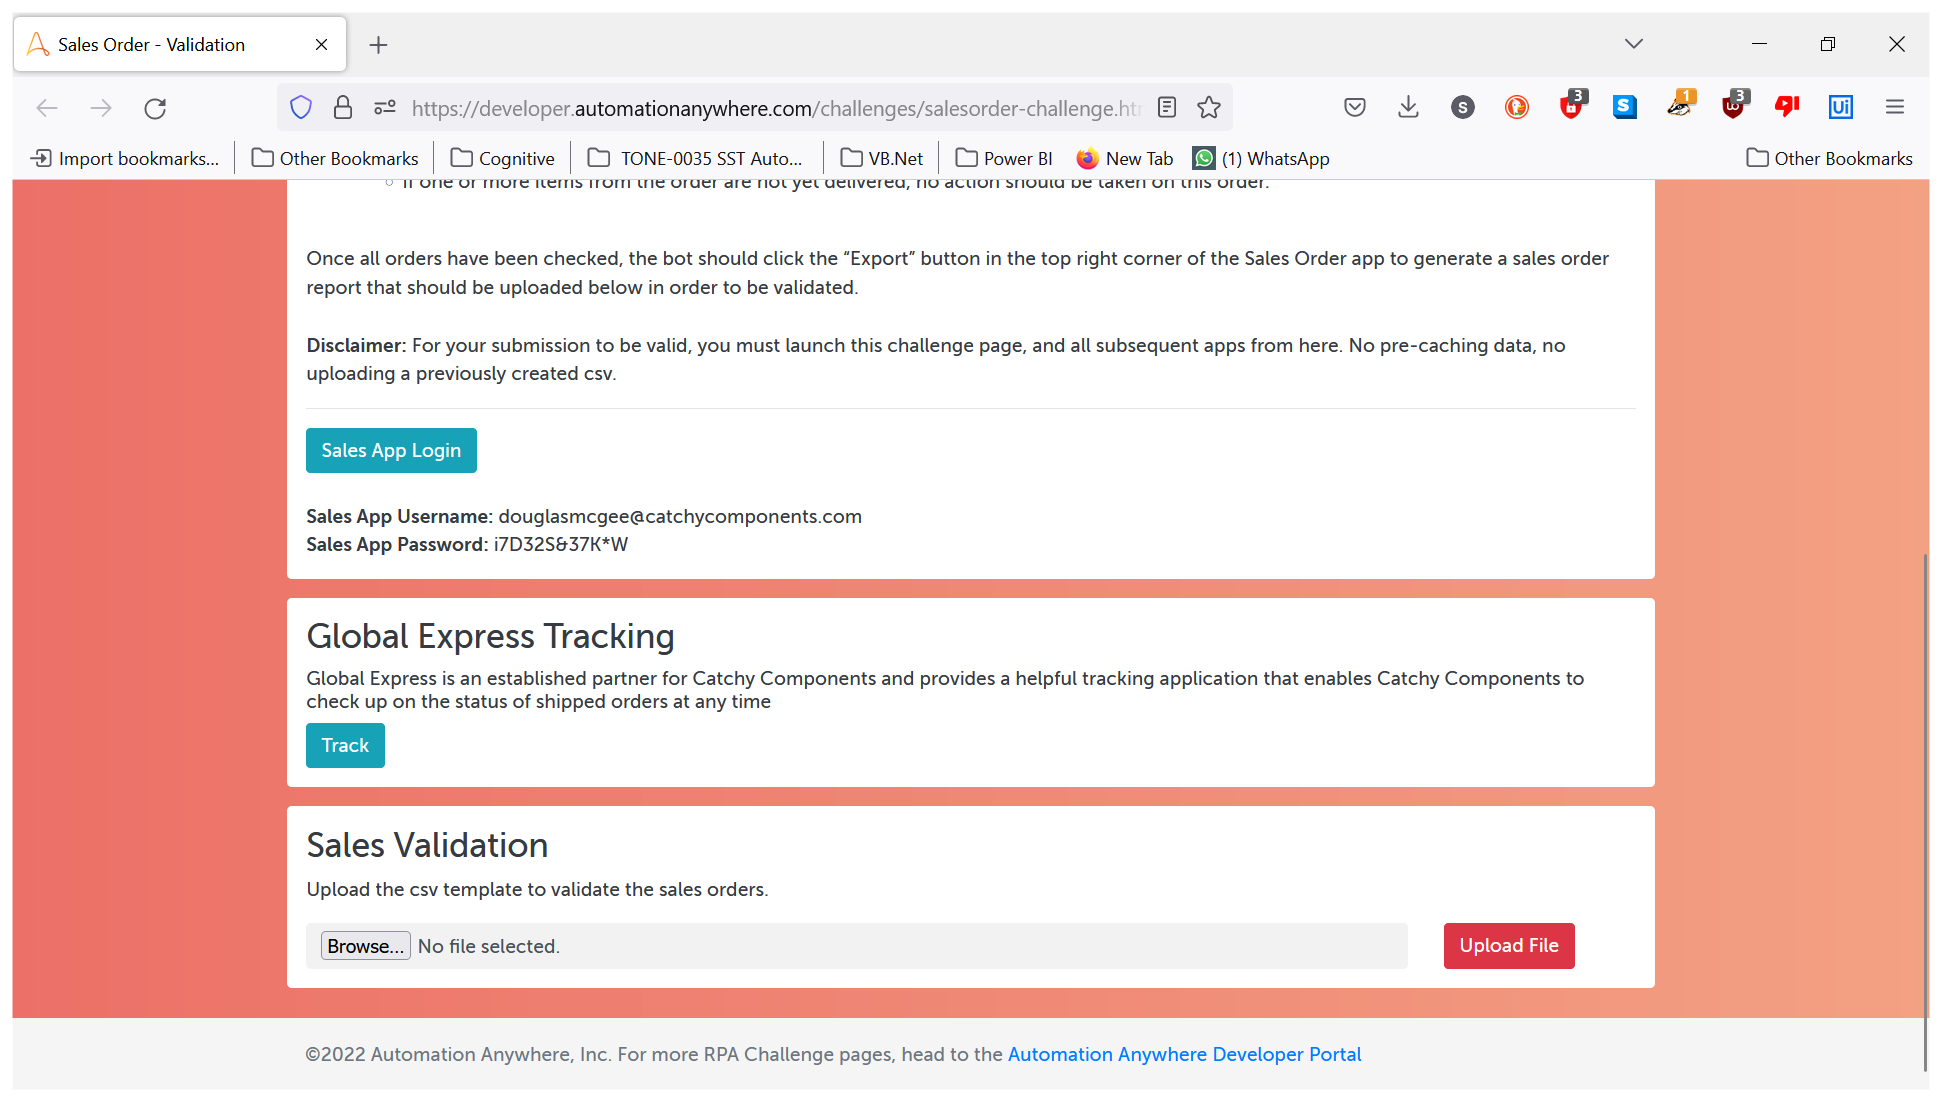 Sales Order - Validation
https://developer.automationanywhere.com/challenges/salesorder-challenge.htm
S
3
S
1
3
Ui
Import bookmarks...
Other Bookmarks
Cognitive
TONE-0035 SST Auto...
VB.Net
Power BI
New Tab
(1) WhatsApp
Other Bookmarks
If one or more items from the order are not yet delivered, no action should be taken on this order.
Once all orders have been checked, the bot should click the “Export” button in the top right corner of the Sales Order app to generate a sales order
report that should be uploaded below in order to be validated.
Disclaimer: For your submission to be valid, you must launch this challenge page, and all subsequent apps from here. No pre-caching data, no
uploading a previously created csv.
Sales App Login
Sales App Username: douglasmcgee@catchycomponents.com
Sales App Password: i7D32S&37K*W
Global Express Tracking
Global Express is an established partner for Catchy Components and provides a helpful tracking application that enables Catchy Components to
check up on the status of shipped orders at any time
Track
Sales Validation
Upload the csv template to validate the sales orders.
Browse... No file selected.
Upload File
©2022 Automation Anywhere, Inc. For more RPA Challenge pages, head to the Automation Anywhere Developer Portal